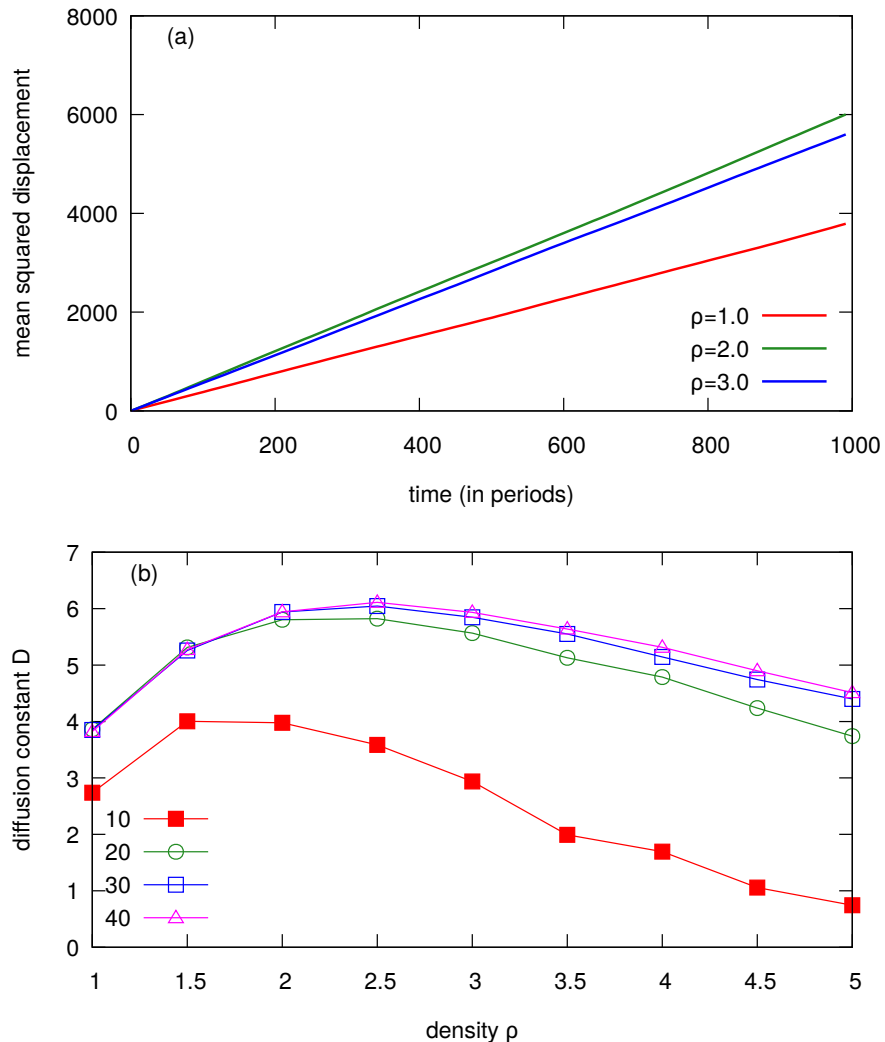 (a)
8000
6000
4000
2000
0
mean squared displacement
ρ=1.0
ρ=2.0
ρ=3.0
0 200 400 600 800 1000
time (in periods)
(b)
7
6
5
4
3
2
1
0
diffusion constant D
10
20
30
40
1 1.5 2 2.5 3 3.5 4 4.5 5
density ρ